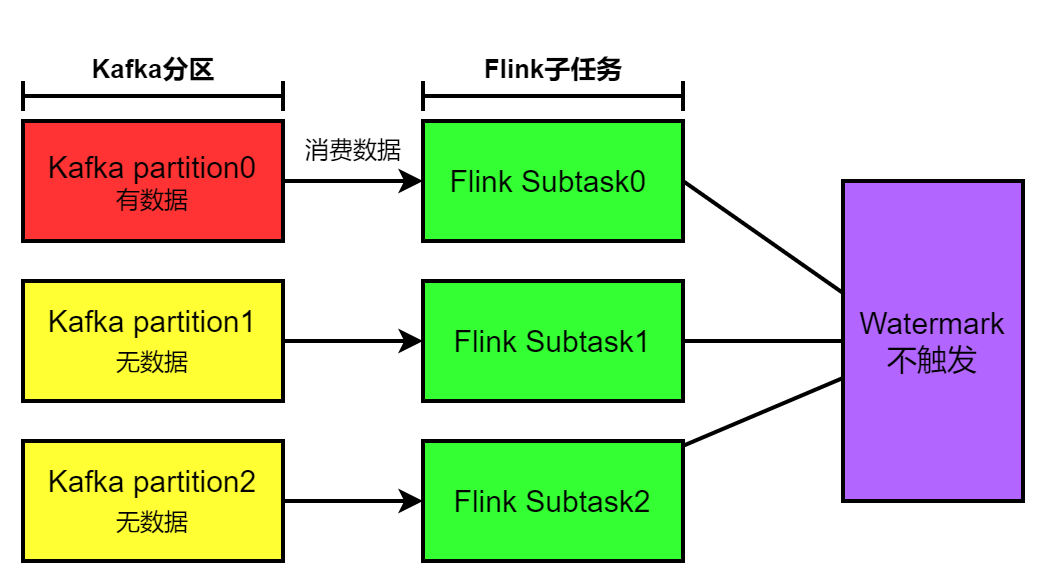 Kafka分区
Flink子任务
Kafka partition0
有数据
消费数据
Flink Subtask0
Kafka partition1
无数据
Flink Subtask1
Watermark
不触发
Kafka partition2
无数据
Flink Subtask2